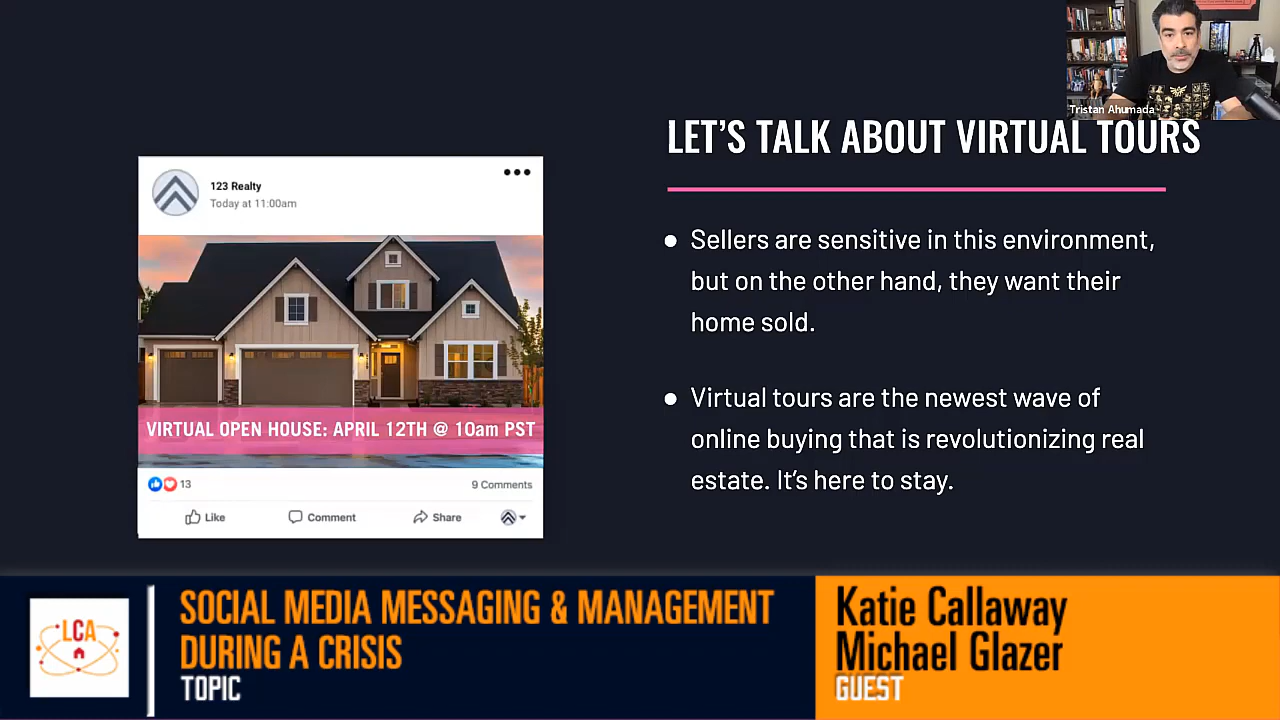 Tristan Ahumada
LET'S TALK ABOUT VIRTUAL TOURS
123 Realty
Today at 11:00am
VIRTUAL OPEN HOUSE: APRIL 12TH @ 10am PST
13
9 Comments
Like
Comment
Share
● Sellers are sensitive in this environment,
but on the other hand, they want their
home sold.
● Virtual tours are the newest wave of
online buying that is revolutionizing real
estate. It's here to stay.
LCA
SOCIAL MEDIA MESSAGING & MANAGEMENT
DURING A CRISIS
TOPIC
Katie Callaway
Michael Glazer
GUEST